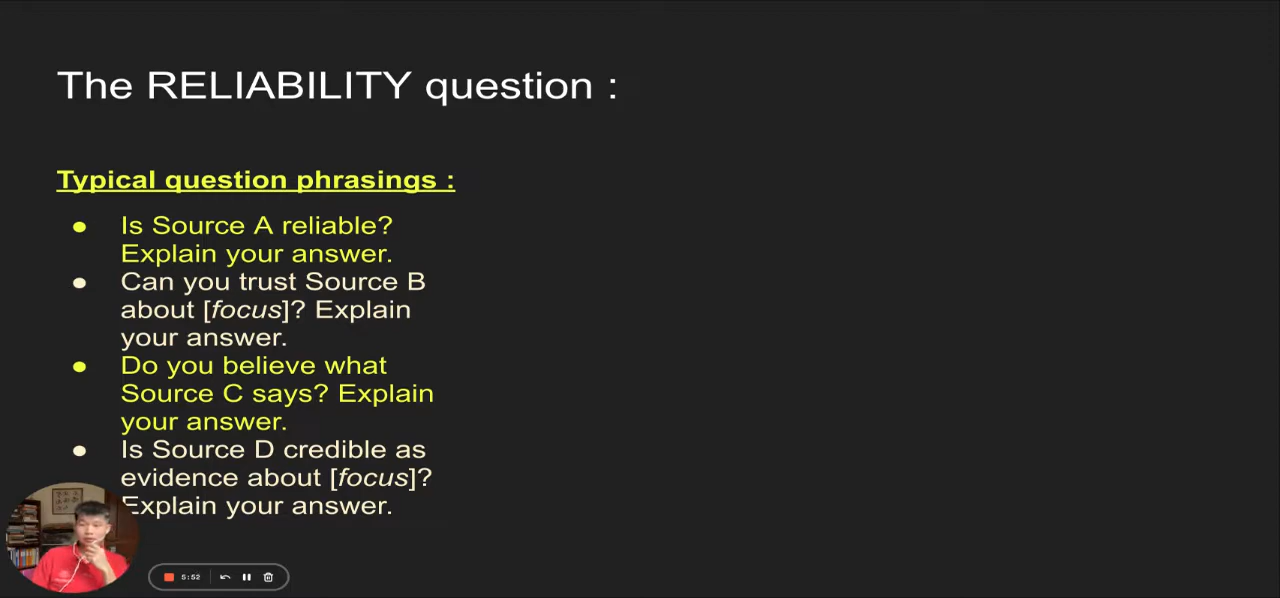 The RELIABILITY question :
Typical question phrasings :
● Is Source A reliable?
Explain your answer.
● Can you trust Source B
about [focus]? Explain
your answer.
● Do you believe what
Source C says? Explain
your answer.
● Is Source D credible as
evidence about [focus]?
Explain your answer.
5:52